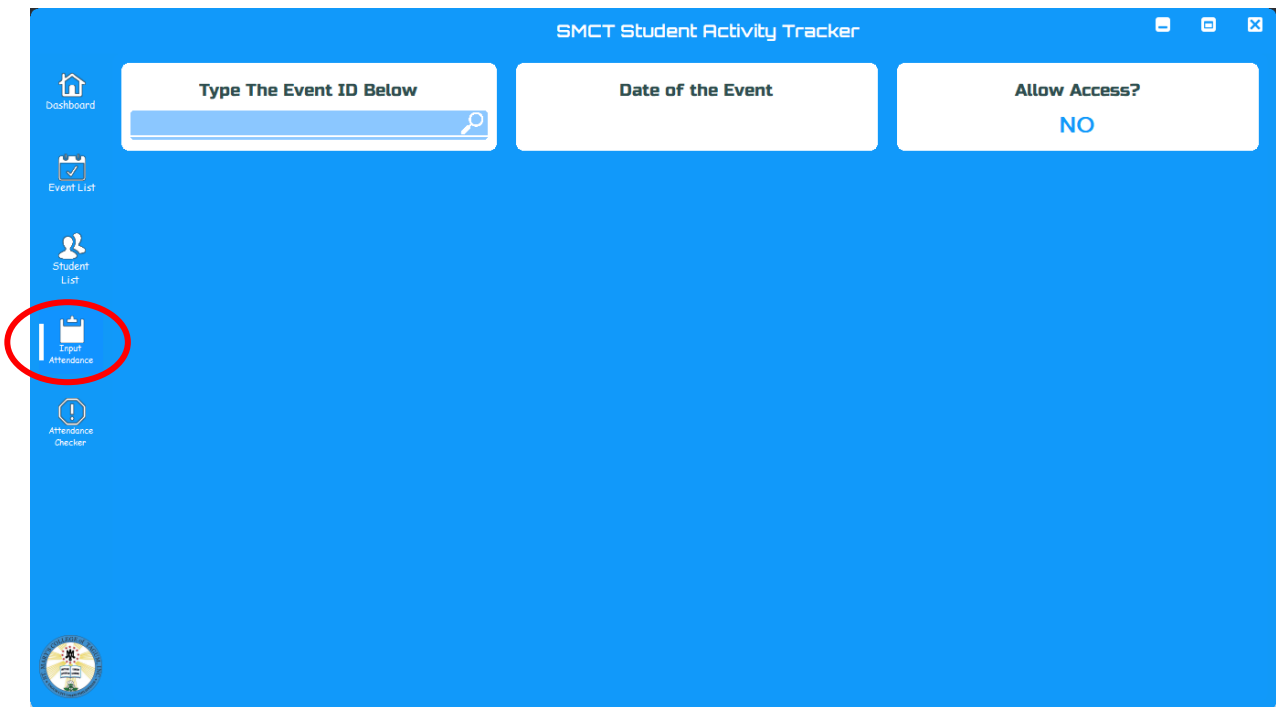 SMCT Student Activity Tracker
Dashboard
Type The Event ID Below
Date of the Event
Allow Access?
NO
Event List
Student
List
Input
Attendance
Attendance
Checker